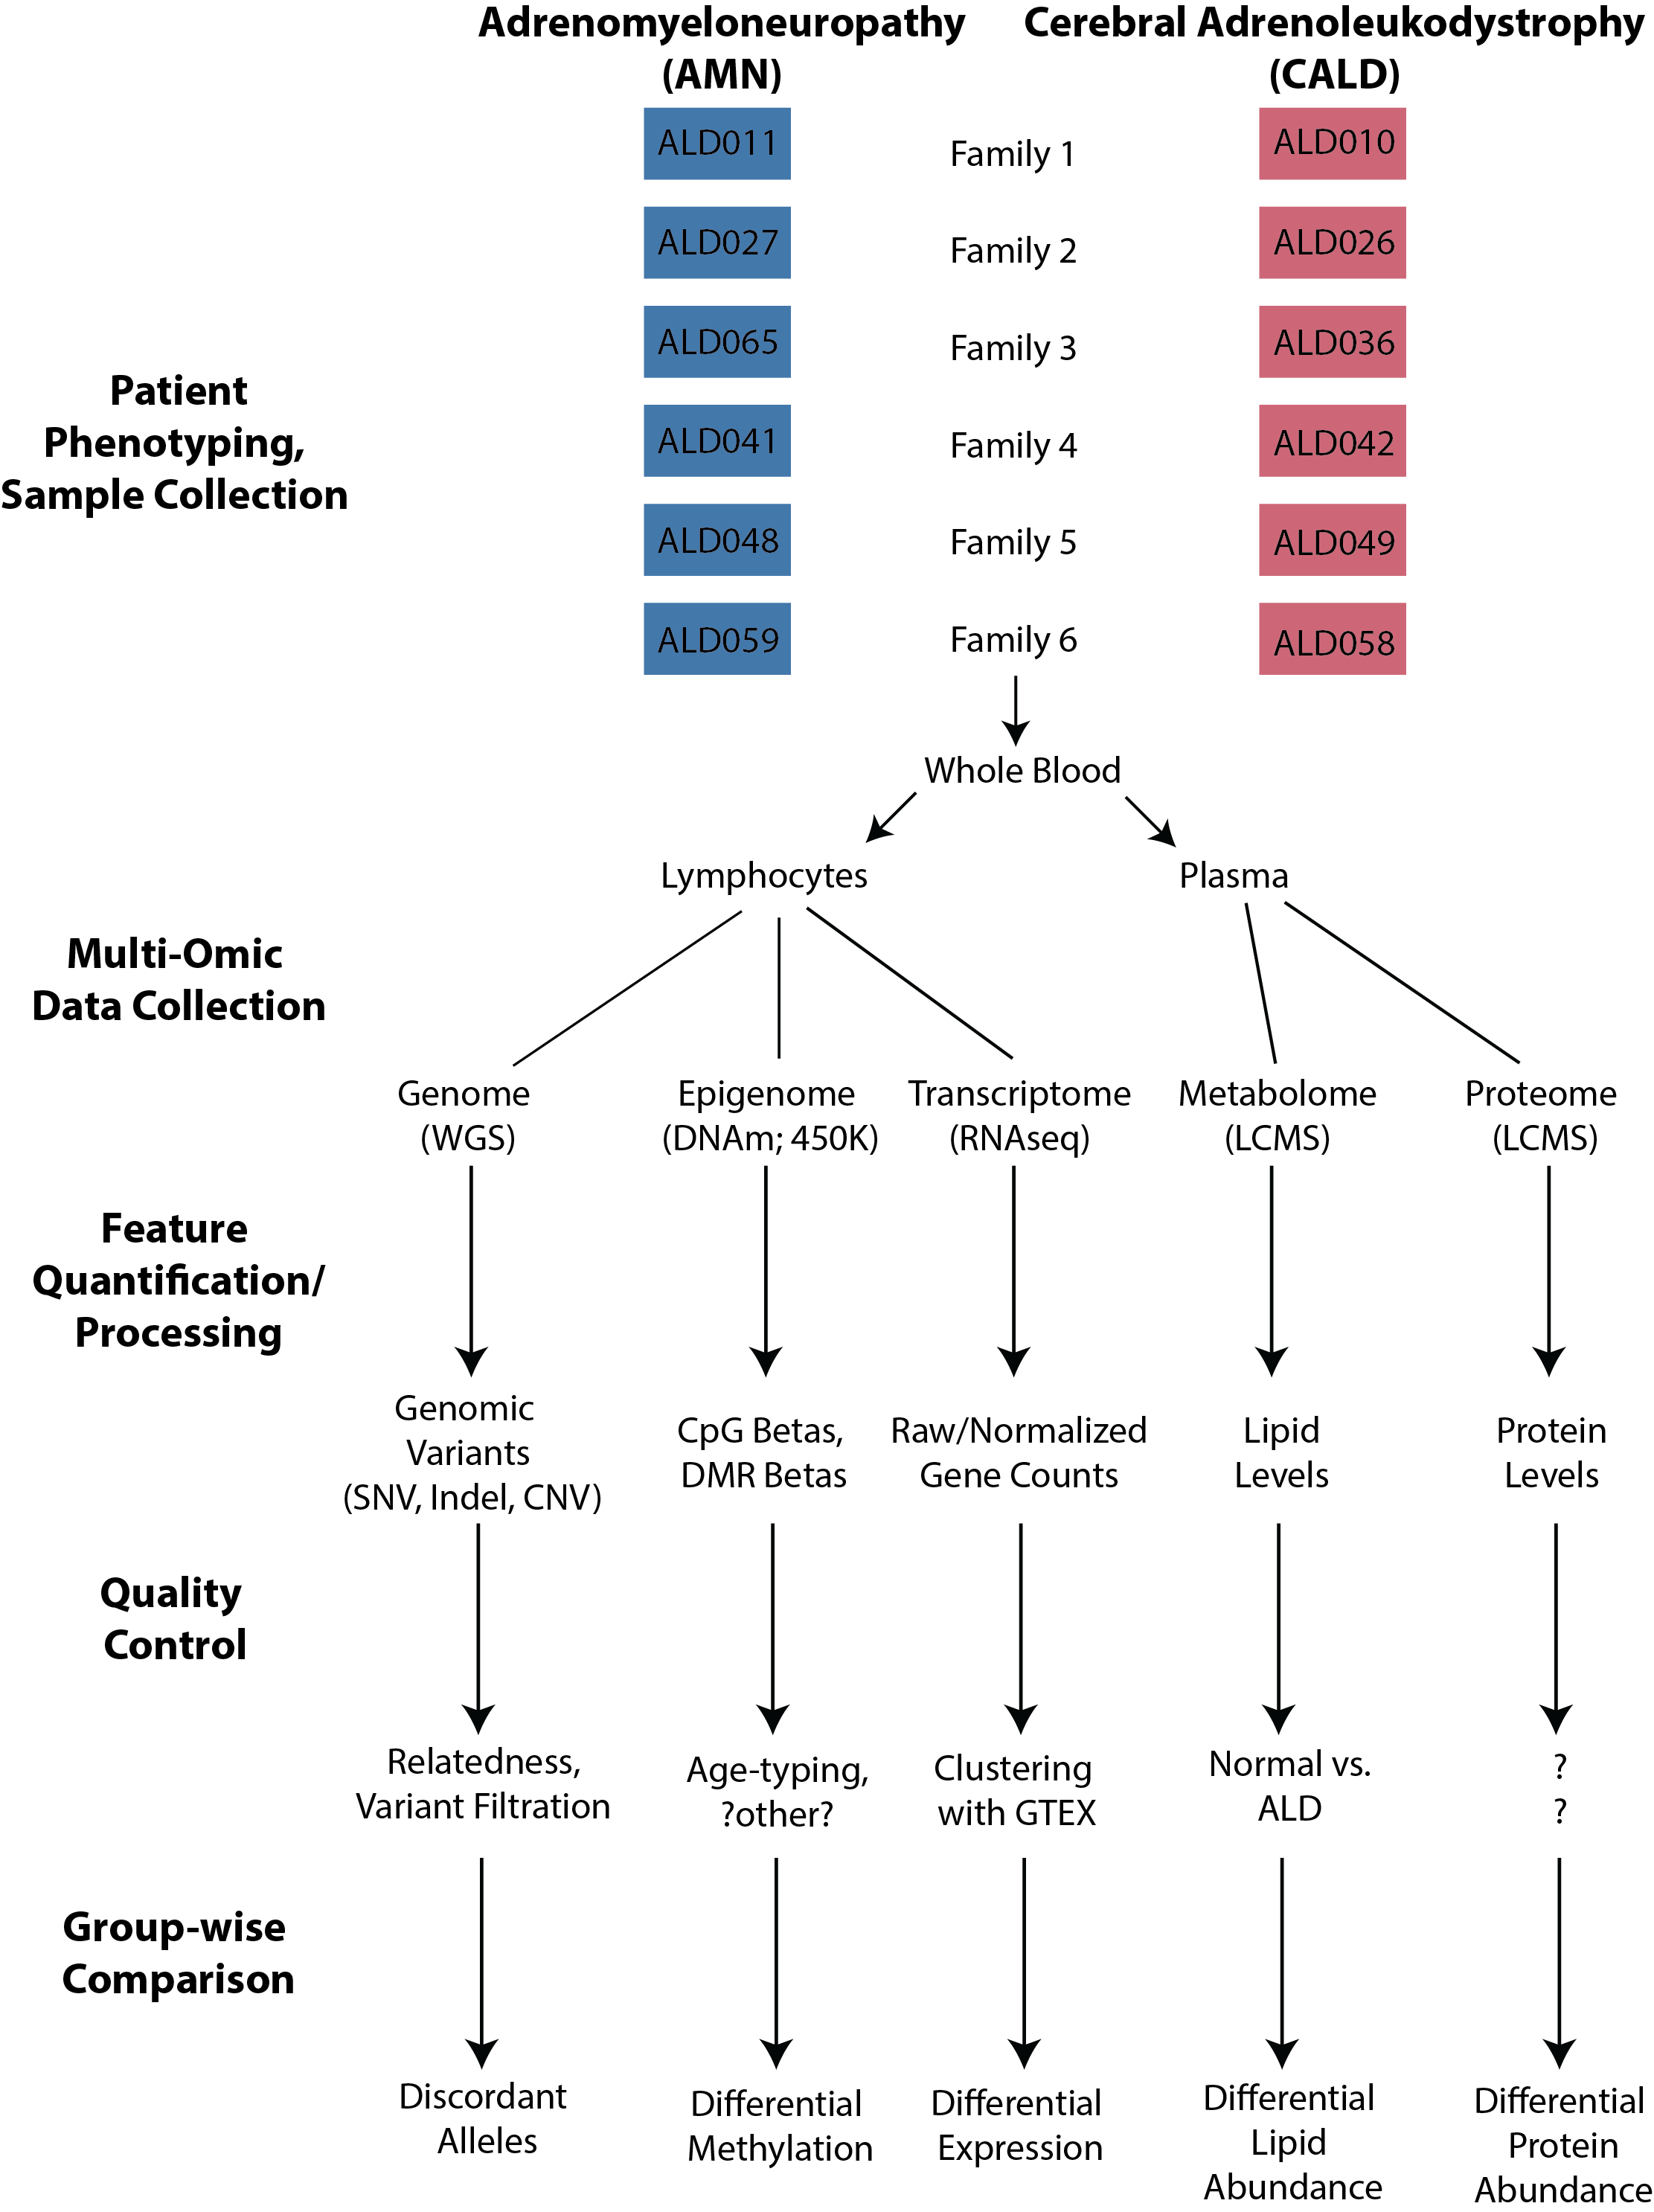 Adrenomyeloneuropathy
(AMN)
Cerebral Adrenoleukodystrophy
(CALD)
ALD011
Family 1
ALD010
ALD027
Family 2
ALD026
ALD065
Family 3
ALD036
Patient
Phenotyping,
Sample Collection
ALD041
Family 4
ALD042
ALD048
Family 5
ALD049
ALD059
Family 6
ALD058
Whole Blood
Lymphocytes
Plasma
Multi-Omic
Data Collection
Genome
(WGS)
Epigenome
(DNAm; 450K)
Transcriptome
(RNAseq)
Metabolome
(LCMS)
Proteome
(LCMS)
Feature
Quantification/
Processing
Genomic
Variants
(SNV, Indel, CNV)
CpG Betas,
DMR Betas
Raw/Normalized
Gene Counts
Lipid
Levels
Protein
Levels
Quality
Control
Relatedness,
Variant Filtration
Age-typing,
?other?
Clustering
with GTEX
Normal vs.
ALD
?
?
Group-wise
Comparison
Discordant
Alleles
Differential
Methylation
Differential
Expression
Differential
Lipid
Abundance
Differential
Protein
Abundance